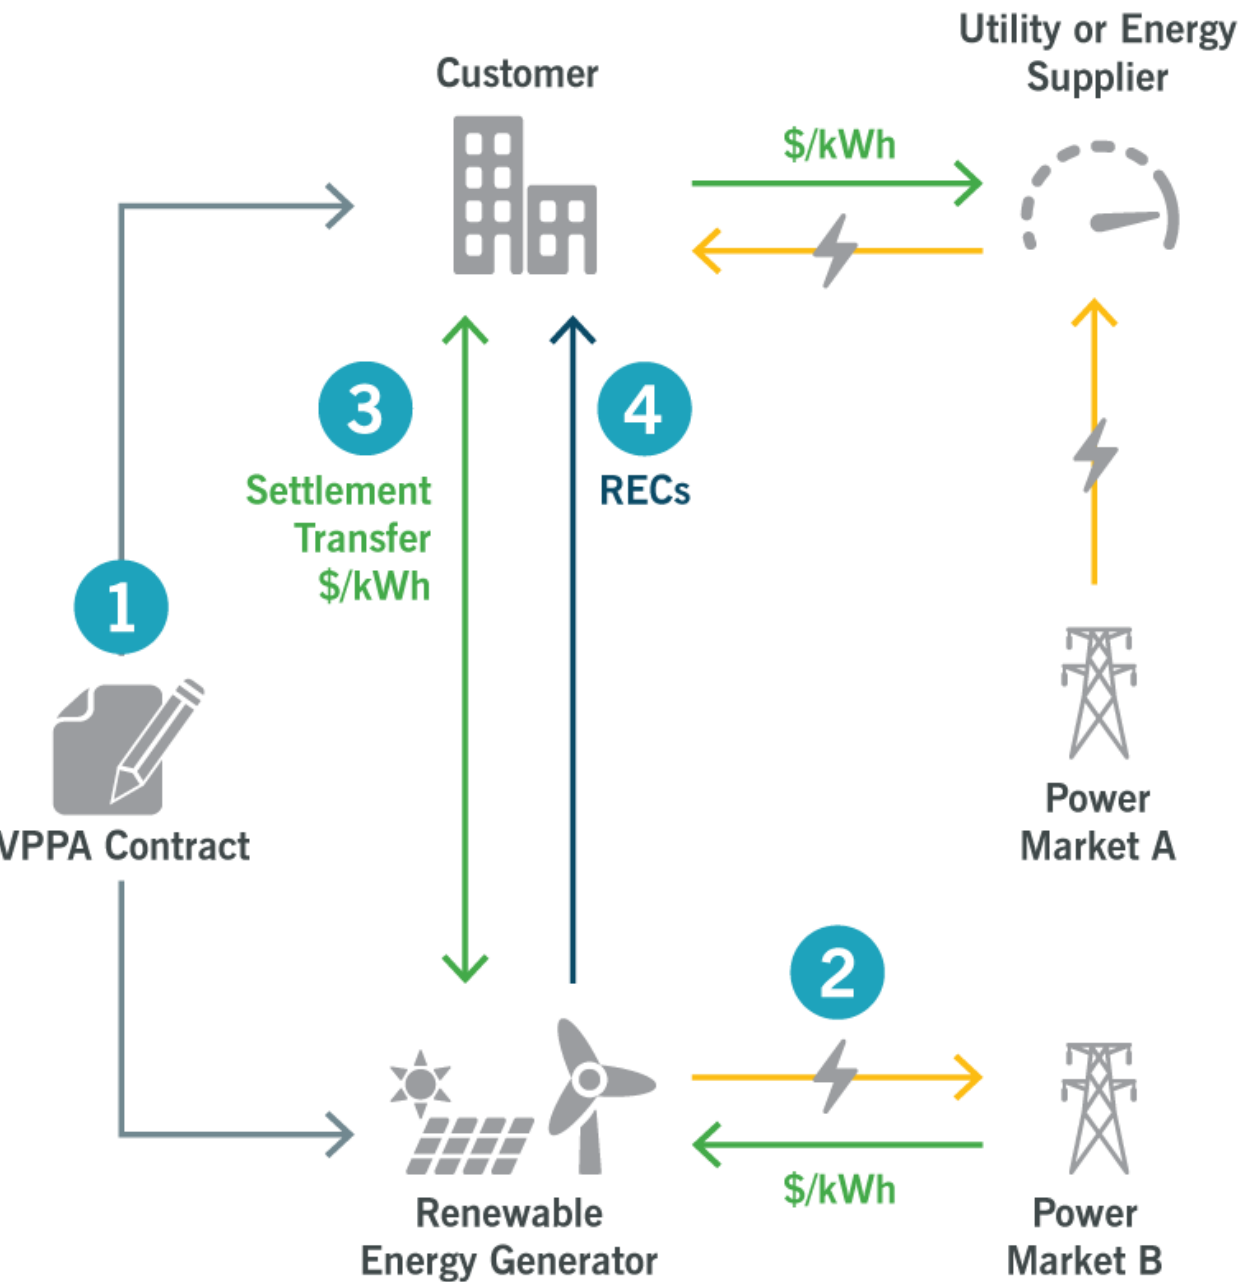 Utility or Energy
Supplier
Customer
$/kWh
3
4
Settlement
Transfer
$/kWh
RECs
1
VPPA Contract
Power
Market A
2
$/kWh
Renewable
Energy Generator
Power
Market B